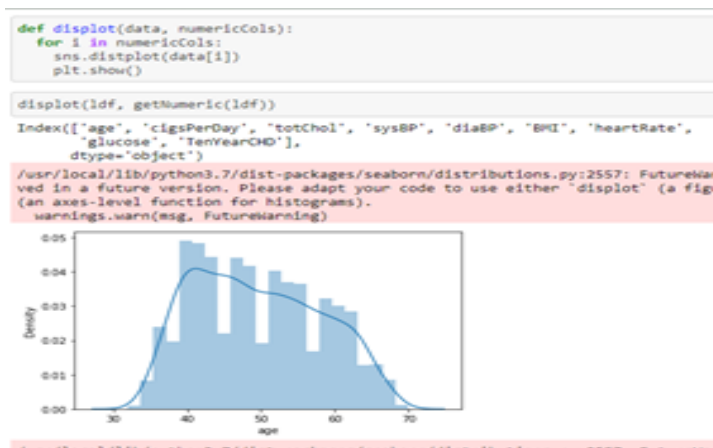 def displot(data, numericCols):
for i in numericCols:
sns.distplot(data[i])
plt.show()
displot(ldf, getNumeric(ldf))
Index(['age', 'cigsPerDay', 'totChol', 'sysBP', 'diaBP', 'BMI', 'heartRate',
'glucose', 'TenYearCHD'],
dtype='object')
/usr/local/lib/python3.7/dist-packages/seaborn/distributions.py:2557: FutureWar
ved in a future version. Please adapt your code to use either `displot` (a figu
(an axes-level function for histograms).
warnings.warn(msg, FutureWarning)
0.05
0.04
0.03
0.02
0.01
0.00
Density
30 40 50 60 70
age